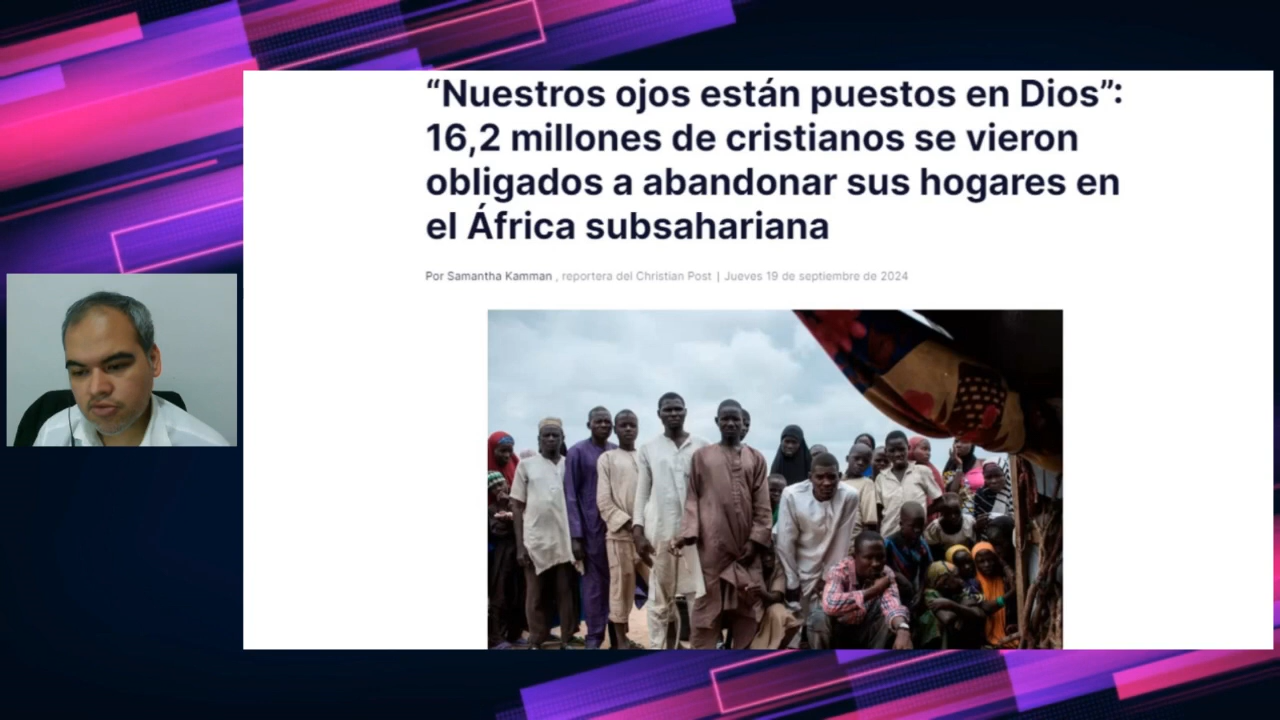 “Nuestros ojos están puestos en Dios”:
16,2 millones de cristianos se vieron
obligados a abandonar sus hogares en
el África subsahariana
Por Samantha Kamman , reportera del Christian Post | Jueves 19 de septiembre de 2024